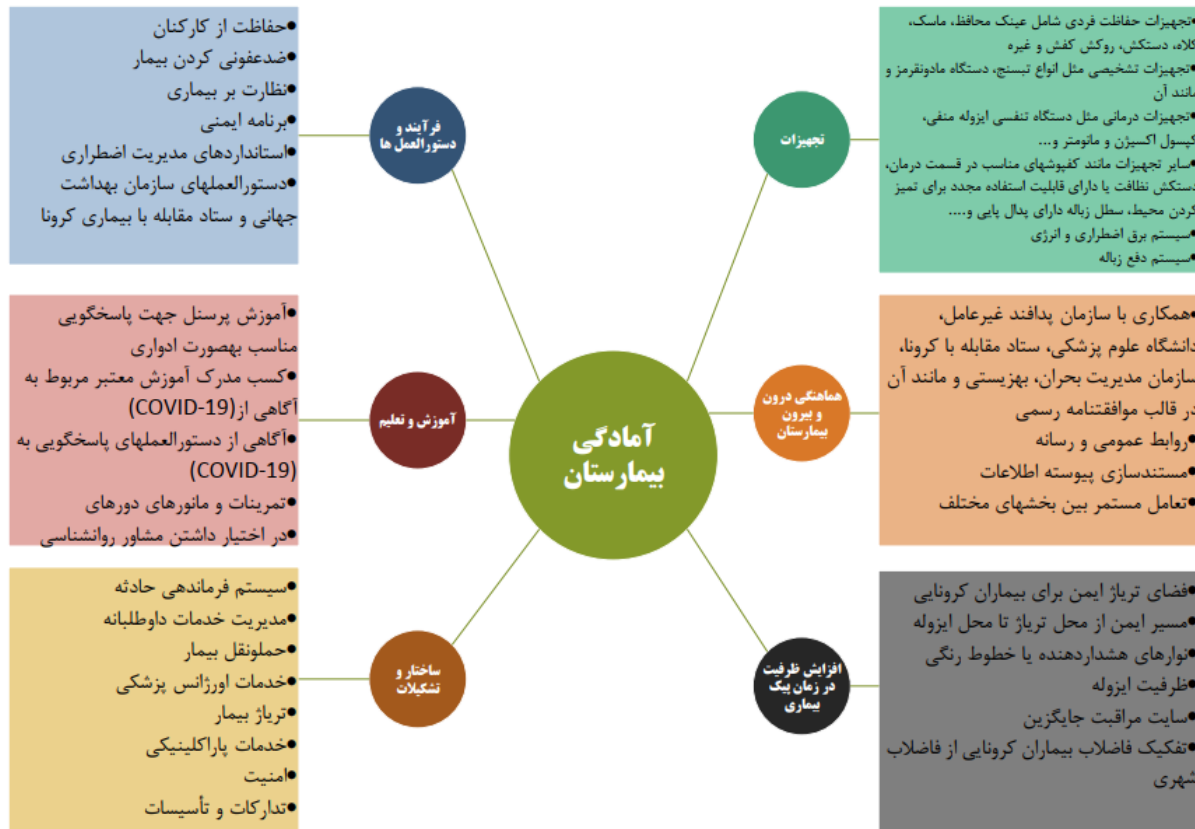 آمادگی
بیمارستان
تجهیزات
•تجهیزات حفاظت فردی شامل عینک محافظ، ماسک،
کلاه، دستکش، روکش کفش و غیره
•تجهیزات تشخیصی مثل انواع تبسنج، دستگاه مادونقرمز و
مانند آن
•تجهیزات درمانی مثل دستگاه تنفسی ایزوله منفی،
کپسول اکسیژن و مانومتر و...
•سایر تجهیزات مانند کفپوشهای مناسب در قسمت درمان،
دستکش نظافت یا دارای قابلیت استفاده مجدد برای تمیز
کردن محیط، سطل زباله دارای پدال پایی و....
•سیستم برق اضطراری و انرژی
•سیستم دفع زباله
هماهنگی درون
و بیرون
بیمارستان
•همکاری با سازمان پدافند غیرعامل،
دانشگاه علوم پزشکی، ستاد مقابله با کرونا،
سازمان مدیریت بحران، بهزیستی و مانند آن
در قالب موافقتنامه رسمی
•روابط عمومی و رسانه
•مستندسازی پیوسته اطلاعات
•تعامل مستمر بین بخشهای مختلف
افزایش ظرفیت
در زمان پیک
بیماری
•فضای تریاژ ایمن برای بیماران کرونایی
•مسیر ایمن از محل تریاژ تا محل ایزوله
•نوارهای هشداردهنده یا خطوط رنگی
•ظرفیت ایزوله
•سایت مراقبت جایگزین
•تفکیک فاضلاب بیماران کرونایی از فاضلاب
شهری
فرآیند و
دستورالعمل ها
•حفاظت از کارکنان
•ضدعفونی کردن بیمار
•نظارت بر بیماری
•برنامه ایمنی
•استانداردهای مدیریت اضطراری
•دستورالعملهای سازمان بهداشت
جهانی و ستاد مقابله با بیماری کرونا
آموزش و تعلیم
•آموزش پرسنل جهت پاسخگویی
مناسب بهصورت ادواری
•کسب مدرک آموزش معتبر مربوط به
آگاهی از(COVID-19)
•آگاهی از دستورالعملهای پاسخگویی به
(COVID-19)
•تمرینات و مانورهای دورهای
•در اختیار داشتن مشاور روانشناسی
ساختار و
تشکیلات
•سیستم فرماندهی حادثه
•مدیریت خدمات داوطلبانه
•حملونقل بیمار
•خدمات اورژانس پزشکی
•تریاژ بیمار
•خدمات پاراکلینیکی
•امنیت
•تدارکات و تأسیسات